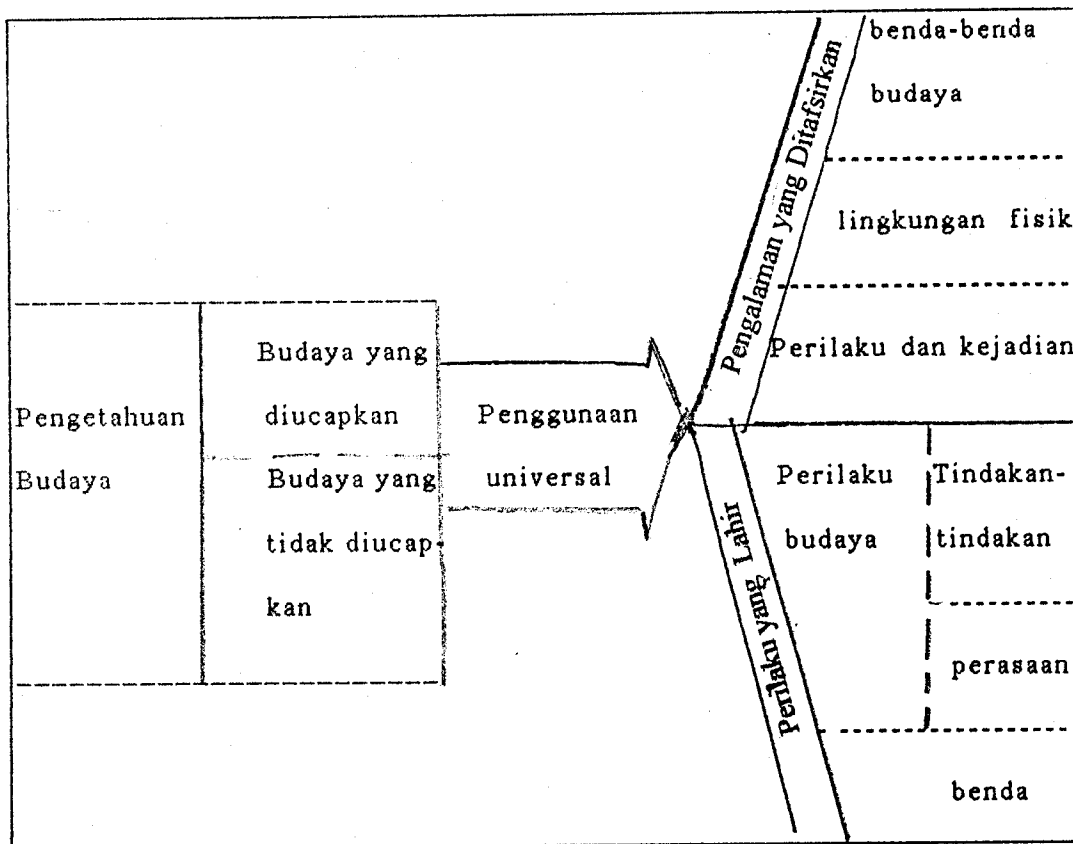 Pengetahuan
Budaya
Budaya yang
diucapkan
Budaya yang
tidak diucap-
kan
Penggunaan
universal
Pengalaman yang Ditafsirkan
benda-benda
budaya
lingkungan fisik
Perilaku dan kejadian
Perilaku yang Lahir
Perilaku
budaya
Tindakan-
tindakan
perasaan
benda